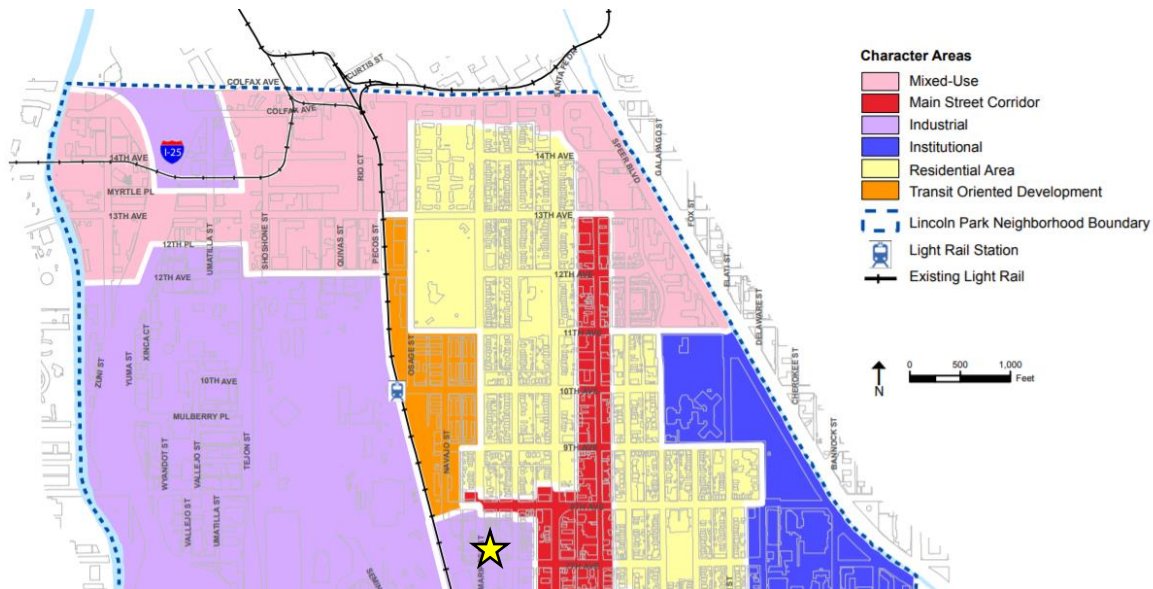 CURTIS ST
SANTA FE DR
COLFAX AVE
COLFAX AVE
I-25
14TH AVE
14TH AVE
SPEER BLVD
GALAPAGO ST
RIO CT
MYRTLE PL
13TH AVE
13TH AVE
FOX ST
UMATILLA ST
SHOSHONE ST
QUIVAS ST
PECOS ST
12TH PL
12TH AVE
12TH AVE
ELATI ST
11TH AVE
DELAWARE ST
ZUNI ST
YUMA ST
XINCA CT
OSAGE ST
10TH AVE
10TH AVE
CHEROKEE ST
MULBERRY PL
WYANDOT ST
VALLEJO ST
TEJON ST
NAVAJO ST
9TH AVE
BANNOCK ST
VALLEJO ST
UMATILLA ST
Character Areas
Mixed-Use
Main Street Corridor
Industrial
Institutional
Residential Area
Transit Oriented Development
Lincoln Park Neighborhood Boundary
Light Rail Station
Existing Light Rail
N
0 500 1,000
Feet